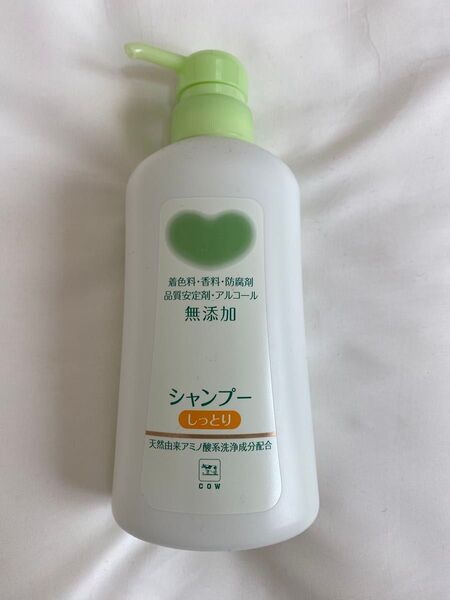 着色料・香料・防腐剤
品質安定剤・アルコール
無添加
シャンプー
しっとり
天然由来アミノ酸系洗浄成分配合
COW